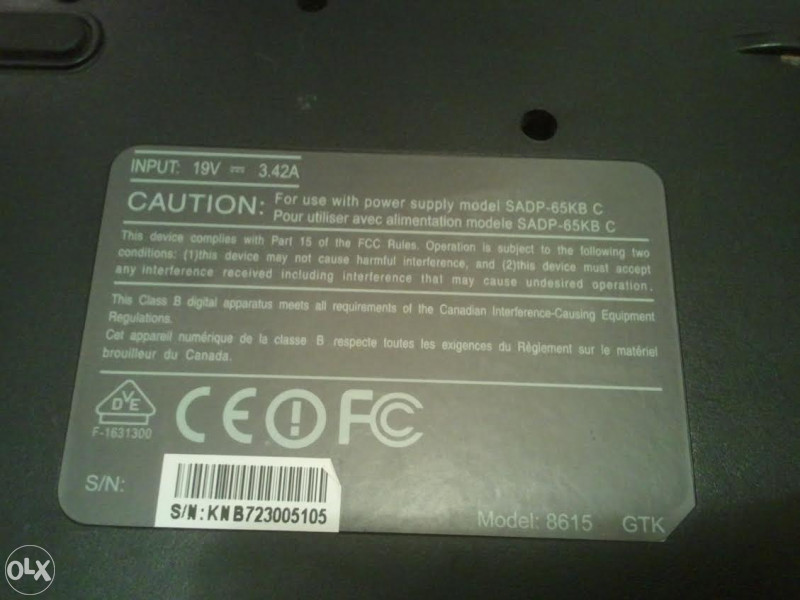 INPUT: 19V ⎓ 3.42A
CAUTION: For use with power supply model SADP-65KB C
Pour utiliser avec alimentation modele SADP-65KB C
This device complies with Part 15 of the FCC Rules. Operation is subject to the following two
conditions: (1)this device may not cause harmful interference, and (2)this device must accept
any interference received including interference that may cause undesired operation.
This Class B digital apparatus meets all requirements of the Canadian Interference-Causing Equipment
Regulations.
Cet appareil numérique de la classe B respecte toutes les exigences du Règlement sur le matériel
brouilleur du Canada.
DVE
F-1631300
CE FC
S/N:
S/N:KNB723005105
Model: 8615 GTK
OLX